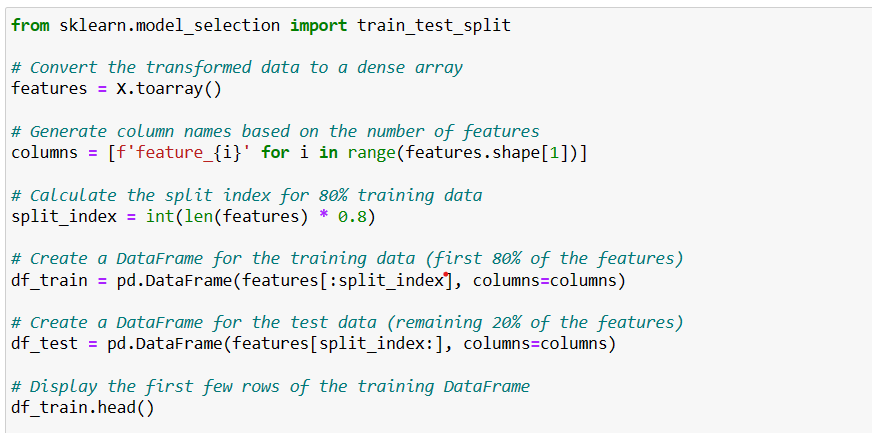 from sklearn.model_selection import train_test_split
# Convert the transformed data to a dense array
features = X.toarray()
# Generate column names based on the number of features
columns = [f'feature_{i}' for i in range(features.shape[1])]
# Calculate the split index for 80% training data
split_index = int(len(features) * 0.8)
# Create a DataFrame for the training data (first 80% of the features)
df_train = pd.DataFrame(features[:split_index], columns=columns)
# Create a DataFrame for the test data (remaining 20% of the features)
df_test = pd.DataFrame(features[split_index:], columns=columns)
# Display the first few rows of the training DataFrame
df_train.head()